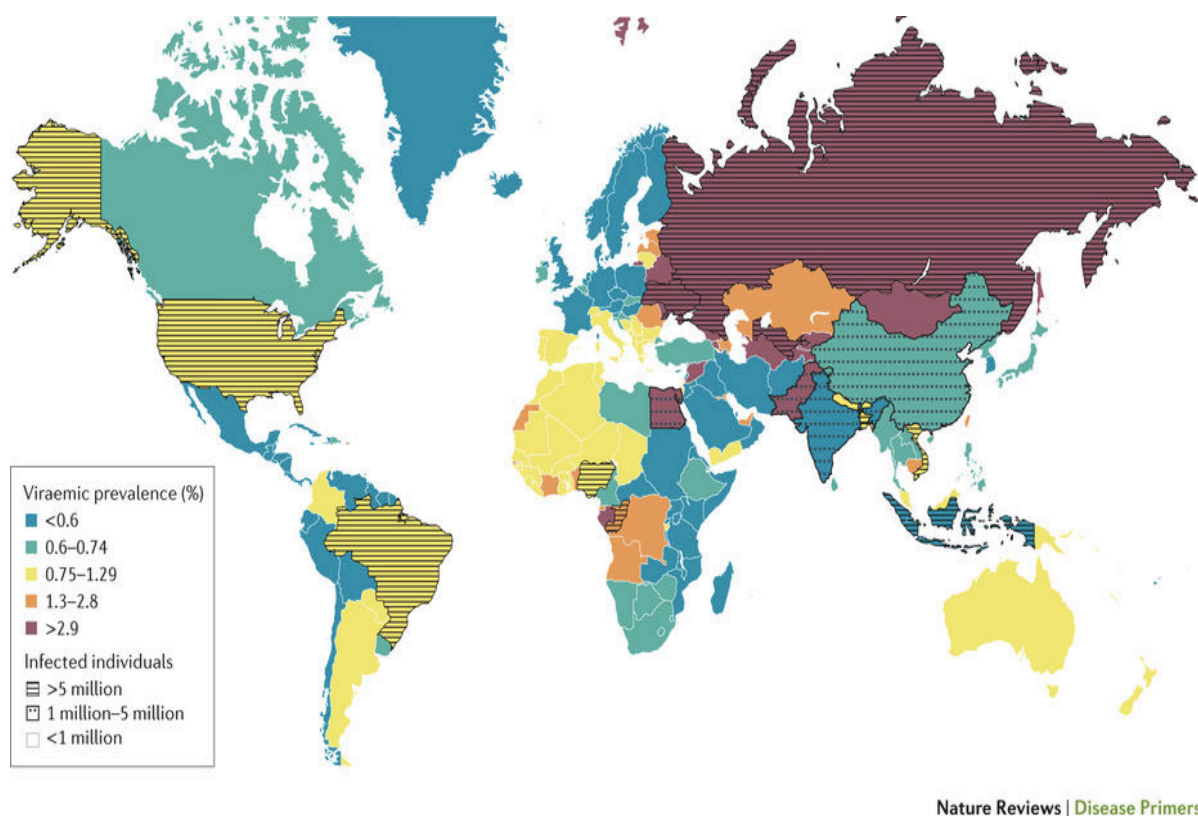 Viraemic prevalence (%)
<0.6
0.6–0.74
0.75–1.29
1.3–2.8
>2.9
Infected individuals
>5 million
1 million–5 million
<1 million
Nature Reviews | Disease Primers